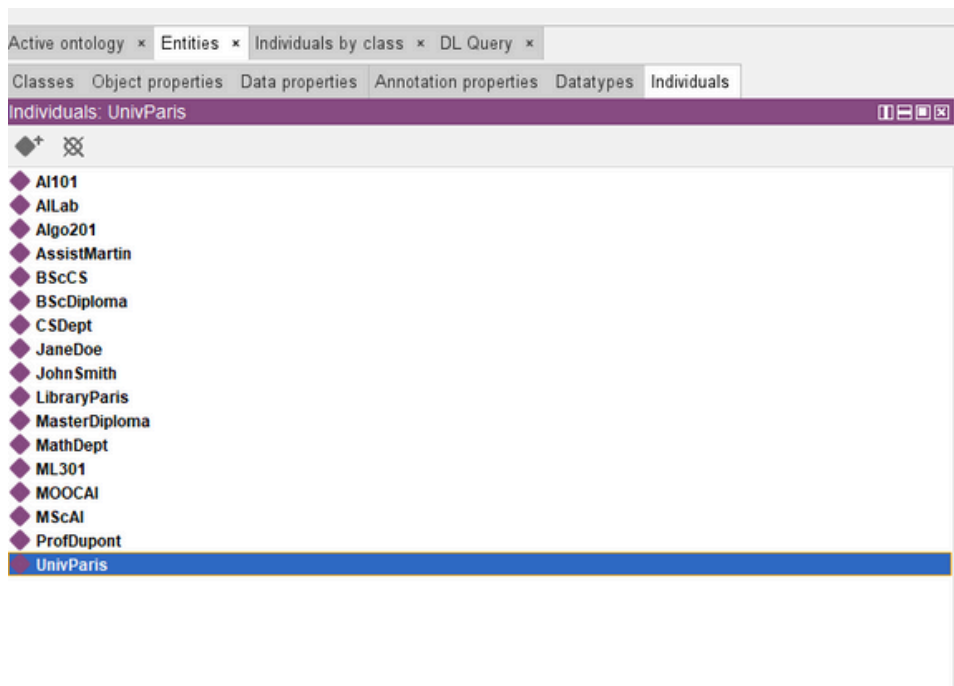 Active ontology × Entities × Individuals by class × DL Query ×
Classes Object properties Data properties Annotation properties Datatypes Individuals
Individuals: UnivParis
AI101
AILab
Algo201
AssistMartin
BScCS
BScDiploma
CSDept
JaneDoe
JohnSmith
LibraryParis
MasterDiploma
MathDept
ML301
MOOCAI
MScAI
ProfDupont
UnivParis